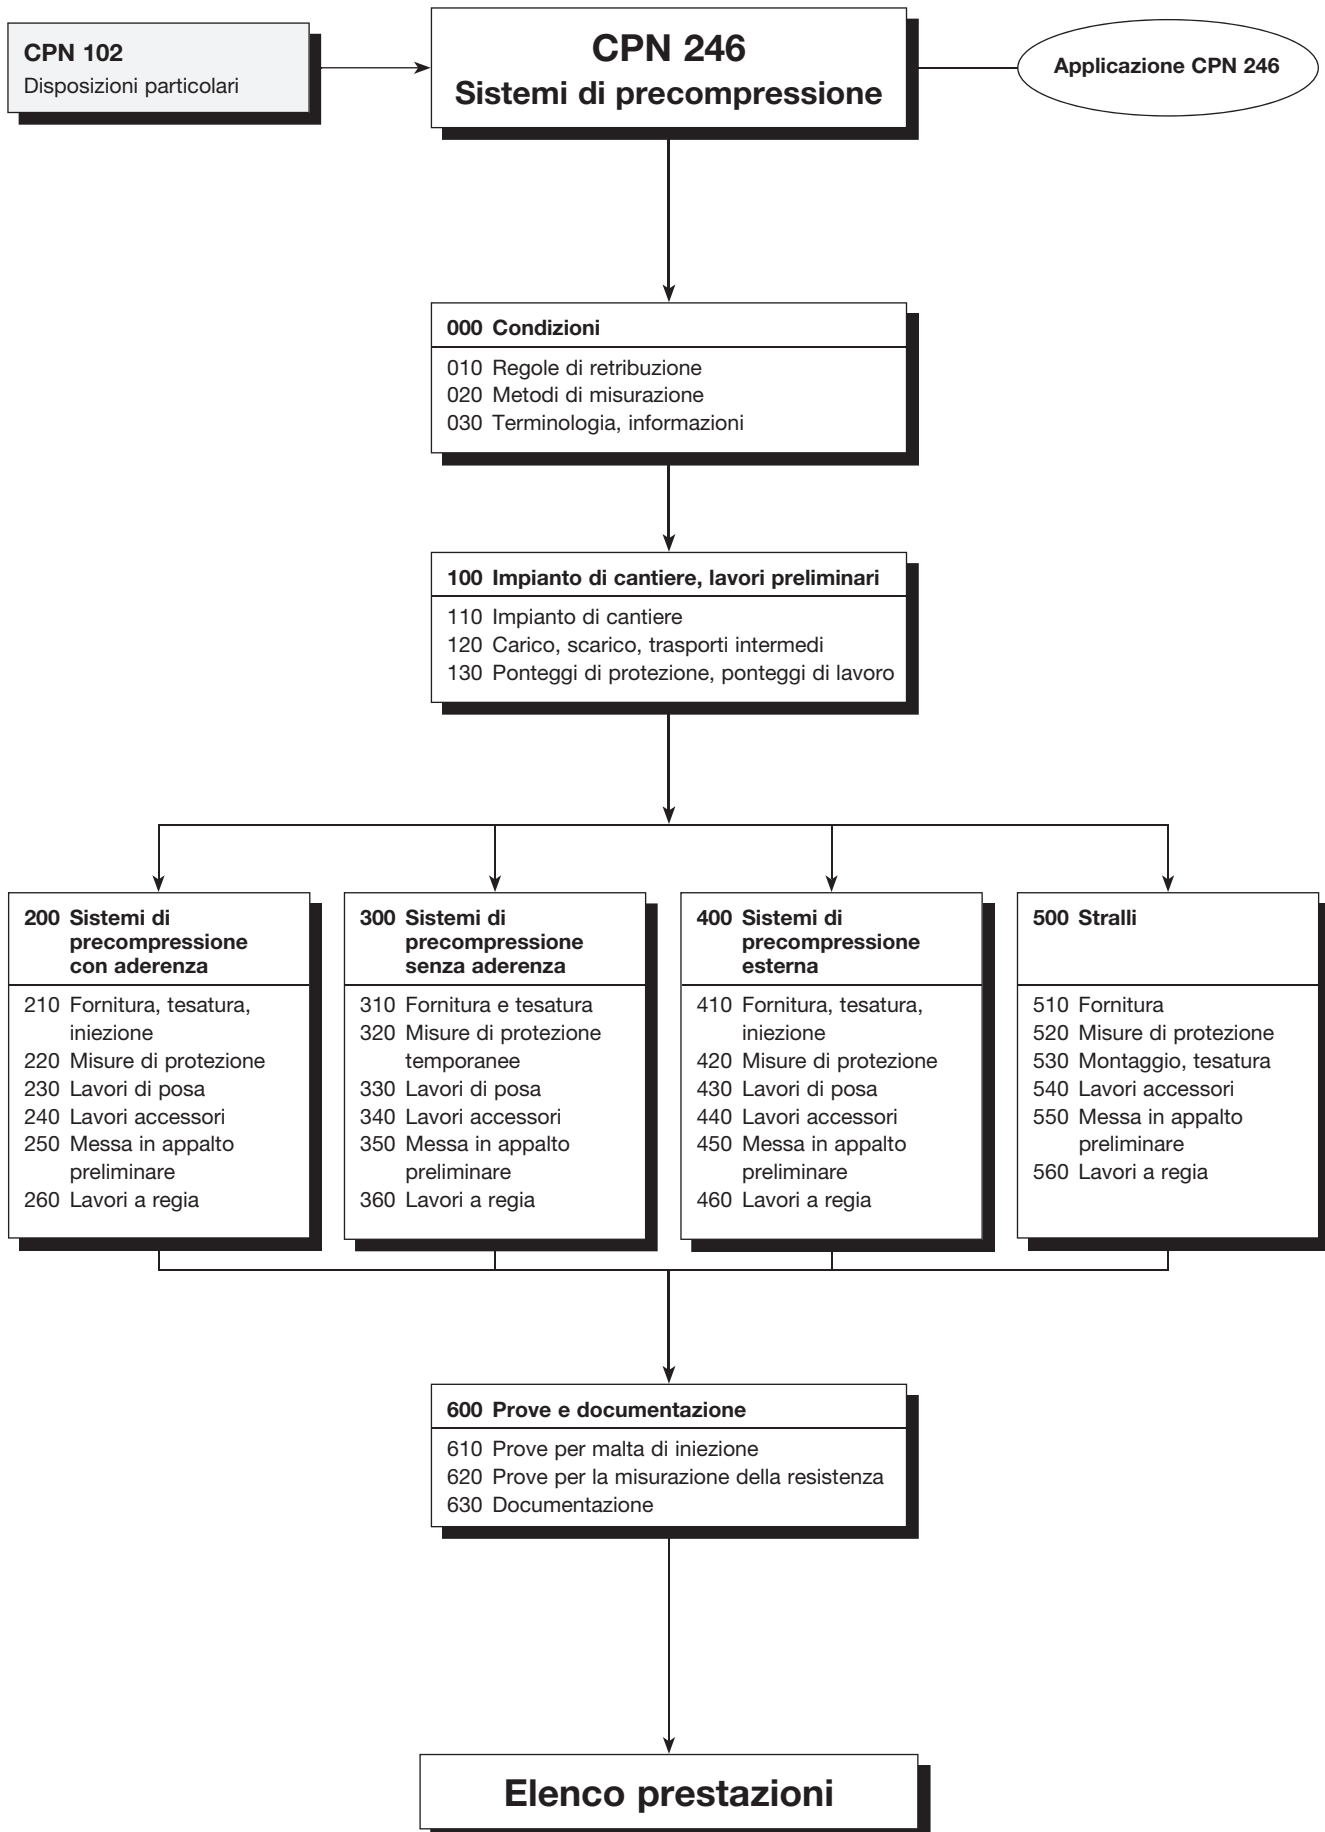 CPN 102
Disposizioni particolari
CPN 246
Sistemi di precompressione
Applicazione CPN 246
000 Condizioni
010 Regole di retribuzione
020 Metodi di misurazione
030 Terminologia, informazioni
100 Impianto di cantiere, lavori preliminari
110 Impianto di cantiere
120 Carico, scarico, trasporti intermedi
130 Ponteggi di protezione, ponteggi di lavoro
200 Sistemi di
precompressione
con aderenza
210 Fornitura, tesatura,
iniezione
220 Misure di protezione
230 Lavori di posa
240 Lavori accessori
250 Messa in appalto
preliminare
260 Lavori a regia
300 Sistemi di
precompressione
senza aderenza
310 Fornitura e tesatura
320 Misure di protezione
temporanee
330 Lavori di posa
340 Lavori accessori
350 Messa in appalto
preliminare
360 Lavori a regia
400 Sistemi di
precompressione
esterna
410 Fornitura, tesatura,
iniezione
420 Misure di protezione
430 Lavori di posa
440 Lavori accessori
450 Messa in appalto
preliminare
460 Lavori a regia
500 Stralli
510 Fornitura
520 Misure di protezione
530 Montaggio, tesatura
540 Lavori accessori
550 Messa in appalto
preliminare
560 Lavori a regia
600 Prove e documentazione
610 Prove per malta di iniezione
620 Prove per la misurazione della resistenza
630 Documentazione
Elenco prestazioni